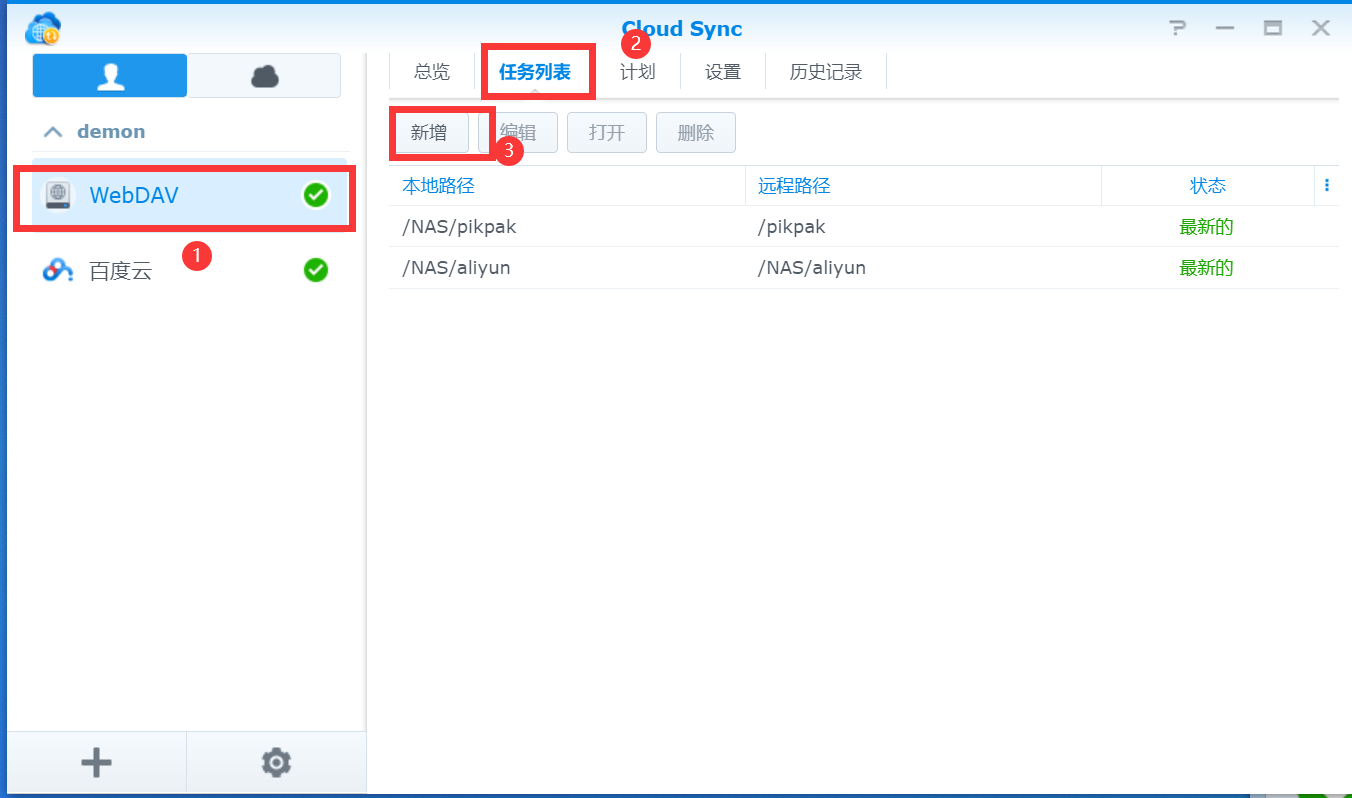 Cloud Sync
2
总览 任务列表 计划 设置 历史记录
demon
新增 编辑 打开 删除
3
本地路径 远程路径 状态
WebDAV
/NAS/pikpak /pikpak 最新的
1
百度云
/NAS/aliyun /NAS/aliyun 最新的